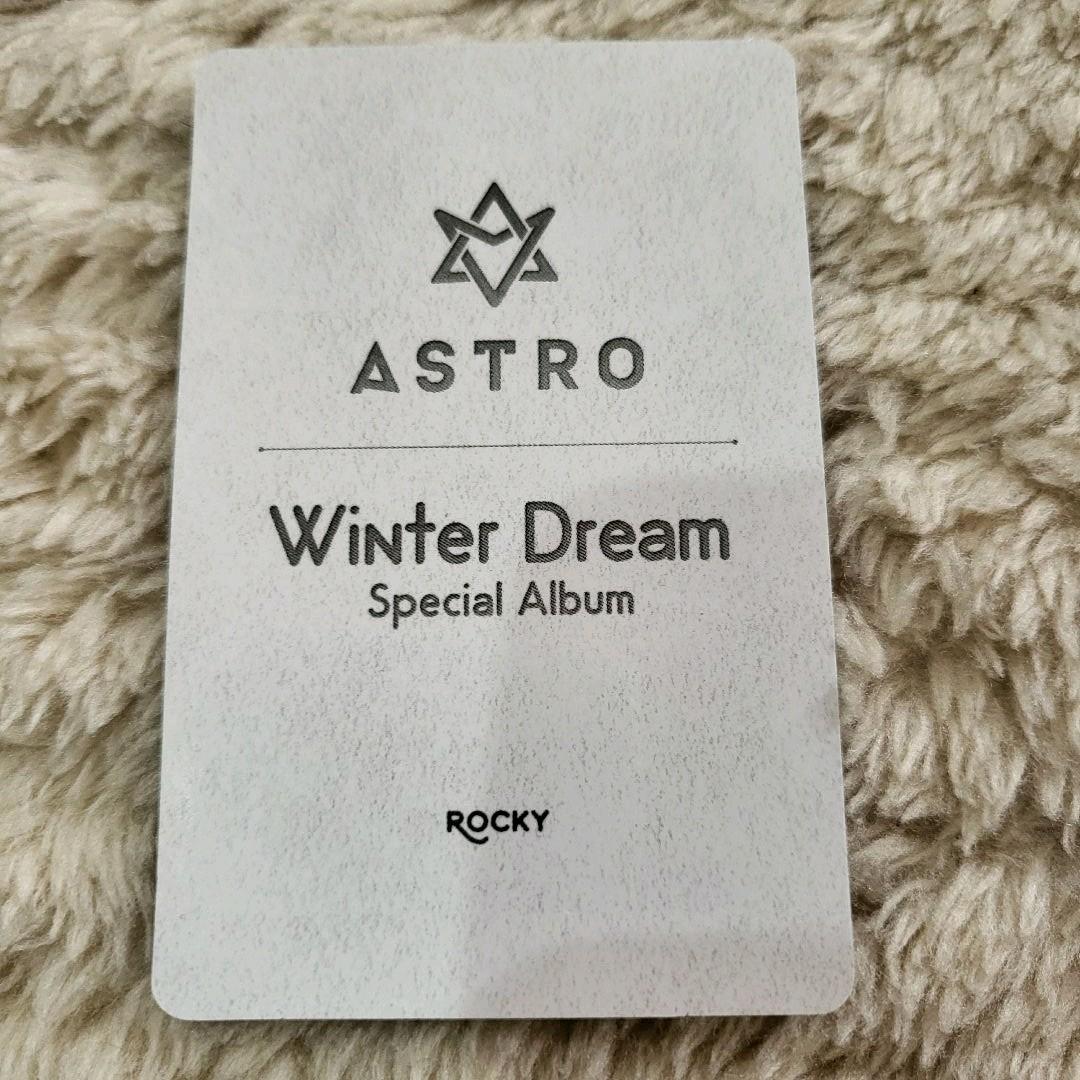 ASTRO
Winter Dream
Special Album
ROCKY